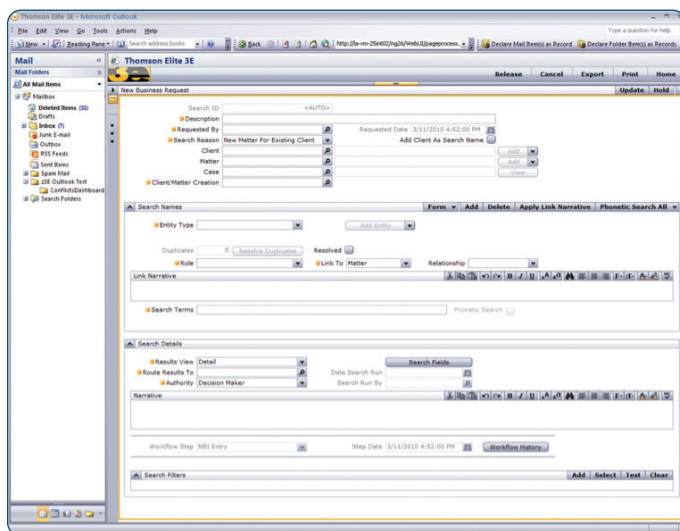 Thomson Elite 3E - Microsoft Outlook
File Edit View Go Tools Actions Help Type a question for help
New Reading Pane Search address books Back http://la-vm-25nt02/ng26/WebUI/pageprocess. Declare Mail Item(s) as Record Declare Folder Item(s) as Records
Mail
Thomson Elite 3E
Mail Folders
3e
Release Cancel Export Print Home
All Mail Items
New Business Request Update Hold
Mailbox
Deleted Items (38)
Drafts
Inbox (7)
Junk E-mail
Outbox
RSS Feeds
Sent Items
Spam Mail
zSE Outlook Test
ConflictsDashboard
Search Folders
Search ID <AUTO>
Description
Requested By Requested Date 3/11/2010 4:52:00 PM
Search Reason New Matter For Existing Client Add Client As Search Name
Client Add
Matter Add
Case View
Client/Matter Creation
Search Names Form Add Delete Apply Link Narrative Phonetic Search All
Entity Type Add Entity
Duplicates 0 Resolve Duplicates Resolved
Role Link To Matter Relationship
Link Narrative
Search Terms Phonetic Search
Search Details
Results View Detail Search Fields
Route Results To Date Search Run
Authority Decision Maker Search Run By
Narrative
Workflow Step NBI Entry Step Date 3/11/2010 4:52:00 PM Workflow History
Search Filters Add Select Test Clear